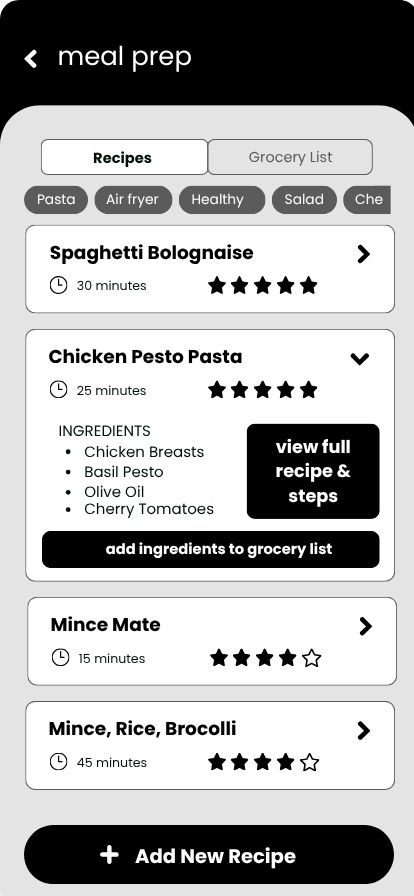 meal prep
Recipes
Grocery List
Pasta
Air fryer
Healthy
Salad
Che
Spaghetti Bolognaise
30 minutes
Chicken Pesto Pasta
25 minutes
INGREDIENTS
• Chicken Breasts
• Basil Pesto
• Olive Oil
• Cherry Tomatoes
view full
recipe &
steps
add ingredients to grocery list
Mince Mate
15 minutes
Mince, Rice, Brocolli
45 minutes
+ Add New Recipe